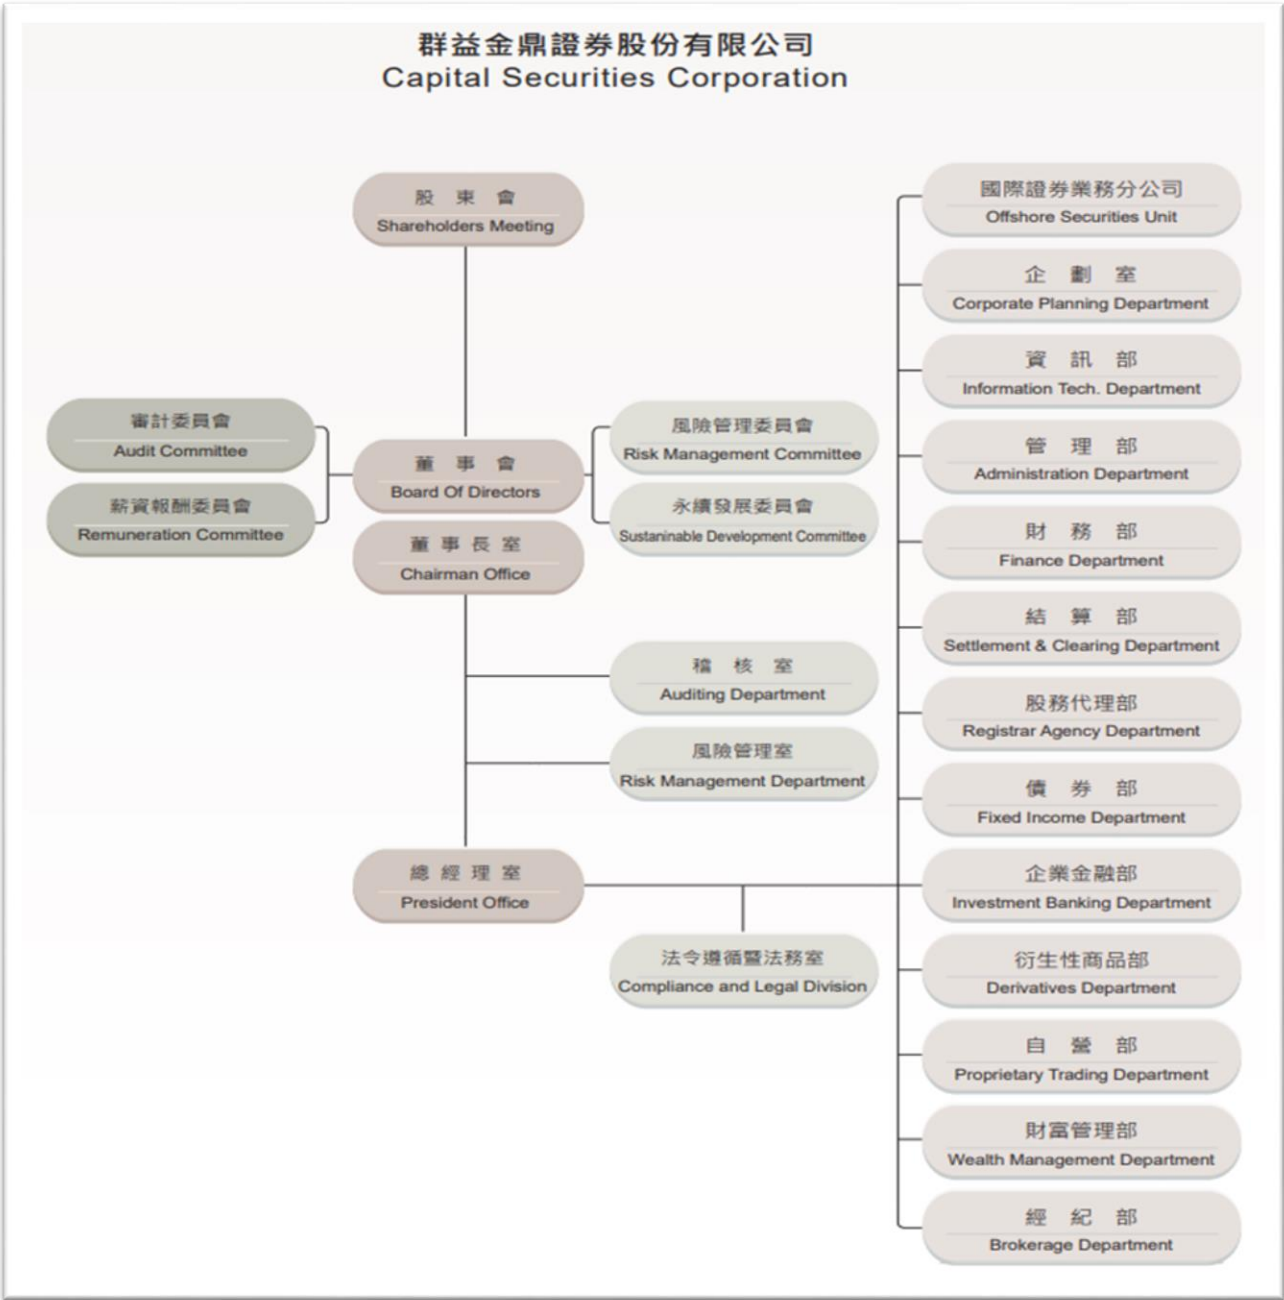 群益金鼎證券股份有限公司
Capital Securities Corporation
股 東 會
Shareholders Meeting
審計委員會
Audit Committee
薪資報酬委員會
Remuneration Committee
董 事 會
Board Of Directors
董 事 長 室
Chairman Office
風險管理委員會
Risk Management Committee
永續發展委員會
Sustaninable Development Committee
稽 核 室
Auditing Department
風險管理室
Risk Management Department
總 經 理 室
President Office
法令遵循暨法務室
Compliance and Legal Division
國際證券業務分公司
Offshore Securities Unit
企 劃 室
Corporate Planning Department
資 訊 部
Information Tech. Department
管 理 部
Administration Department
財 務 部
Finance Department
結 算 部
Settlement & Clearing Department
股務代理部
Registrar Agency Department
債 券 部
Fixed Income Department
企業金融部
Investment Banking Department
衍生性商品部
Derivatives Department
自 營 部
Proprietary Trading Department
財富管理部
Wealth Management Department
經 紀 部
Brokerage Department